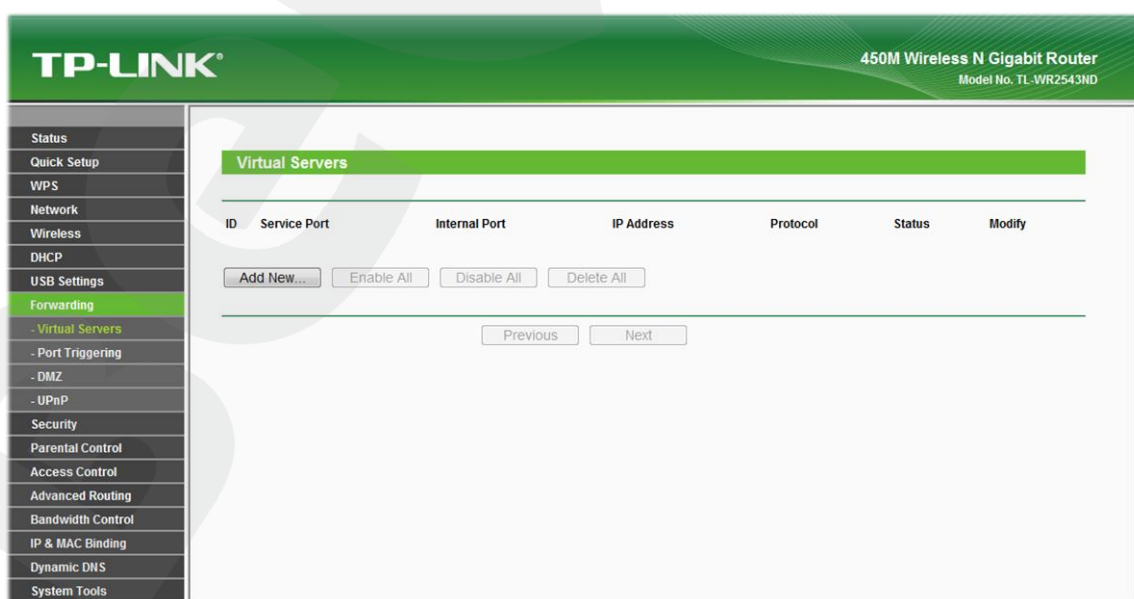 TP-LINK®
450M Wireless N Gigabit Router
Model No. TL-WR2543ND
Status
Quick Setup
WPS
Network
Wireless
DHCP
USB Settings
Forwarding
- Virtual Servers
- Port Triggering
- DMZ
- UPnP
Security
Parental Control
Access Control
Advanced Routing
Bandwidth Control
IP & MAC Binding
Dynamic DNS
System Tools
Virtual Servers
ID Service Port Internal Port IP Address Protocol Status Modify
Add New... Enable All Disable All Delete All
Previous Next